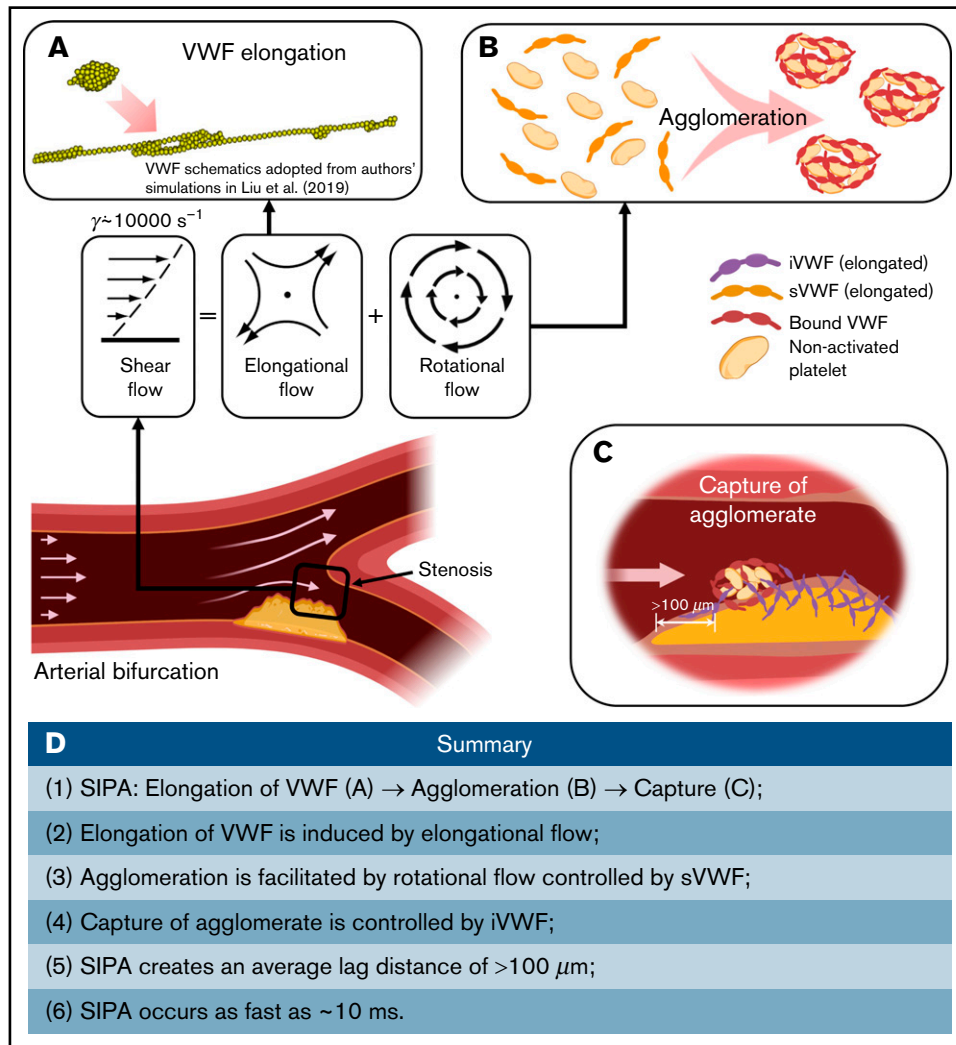 A
VWF elongation
VWF schematics adopted from authors'
simulations in Liu et al. (2019)
B
Agglomeration
γ̇~10000 s⁻¹
Shear
flow
=
Elongational
flow
+
Rotational
flow
iVWF (elongated)
sVWF (elongated)
Bound VWF
Non-activated
platelet
Stenosis
Arterial bifurcation
C
Capture of
agglomerate
>100 μm
D
Summary
(1) SIPA: Elongation of VWF (A) → Agglomeration (B) → Capture (C);
(2) Elongation of VWF is induced by elongational flow;
(3) Agglomeration is facilitated by rotational flow controlled by sVWF;
(4) Capture of agglomerate is controlled by iVWF;
(5) SIPA creates an average lag distance of >100 μm;
(6) SIPA occurs as fast as ~10 ms.